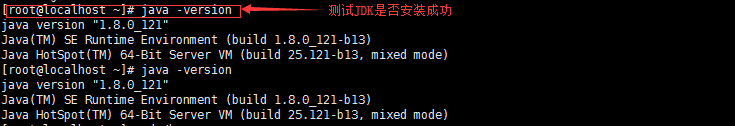 [root@localhost ~]# java -version 测试JDK是否安装成功
java version "1.8.0_121"
Java(TM) SE Runtime Environment (build 1.8.0_121-b13)
Java HotSpot(TM) 64-Bit Server VM (build 25.121-b13, mixed mode)
[root@localhost ~]# java -version
java version "1.8.0_121"
Java(TM) SE Runtime Environment (build 1.8.0_121-b13)
Java HotSpot(TM) 64-Bit Server VM (build 25.121-b13, mixed mode)